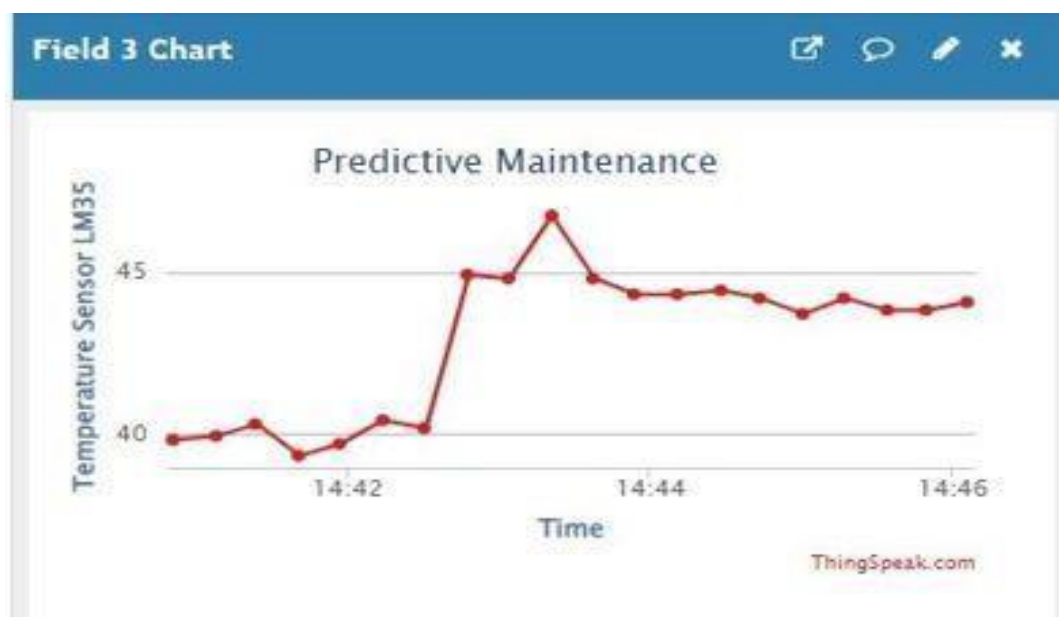 Field 3 Chart
Predictive Maintenance
Temperature Sensor LM35
45
40
14:42 14:44 14:46
Time
ThingSpeak.com